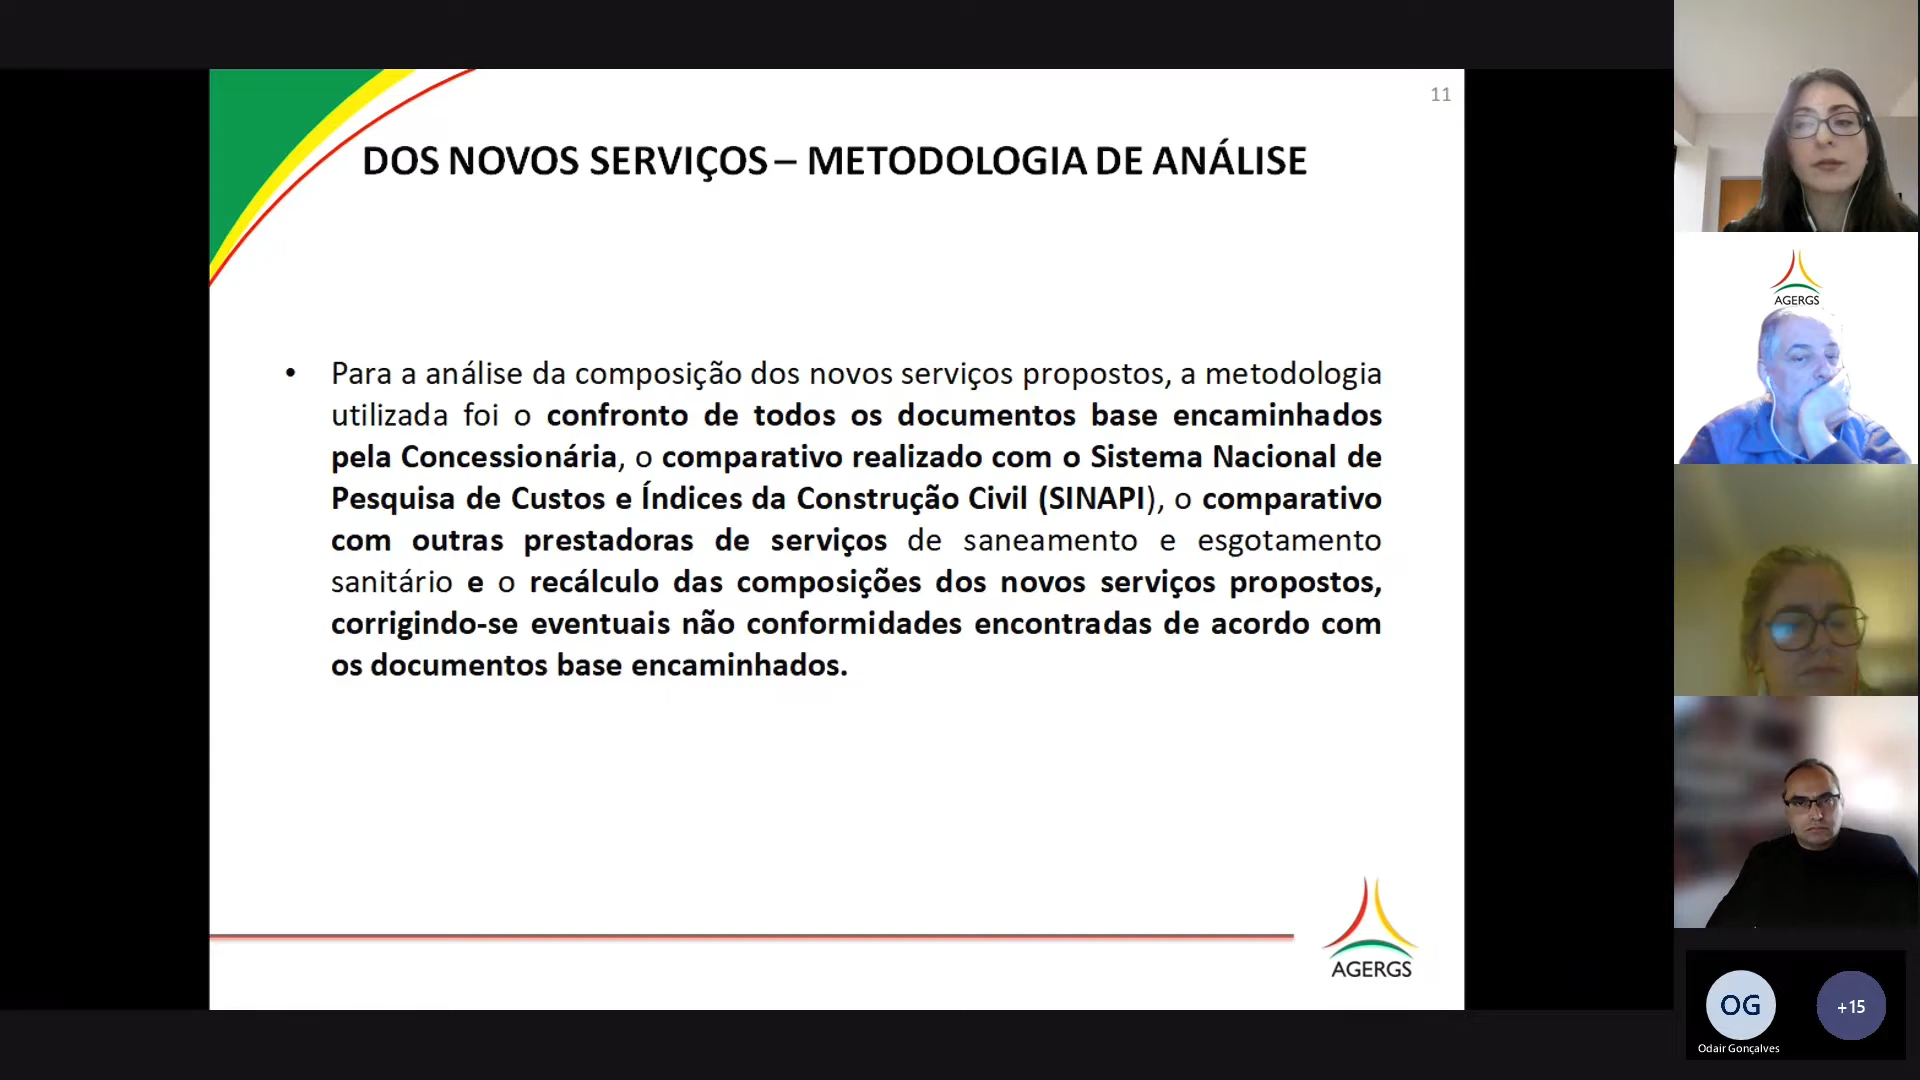 11
DOS NOVOS SERVIÇOS – METODOLOGIA DE ANÁLISE
• Para a análise da composição dos novos serviços propostos, a metodologia
utilizada foi o confronto de todos os documentos base encaminhados
pela Concessionária, o comparativo realizado com o Sistema Nacional de
Pesquisa de Custos e Índices da Construção Civil (SINAPI), o comparativo
com outras prestadoras de serviços de saneamento e esgotamento
sanitário e o recálculo das composições dos novos serviços propostos,
corrigindo-se eventuais não conformidades encontradas de acordo com
os documentos base encaminhados.
AGERGS
AGERGS
OG
+15
Odair Gonçalves